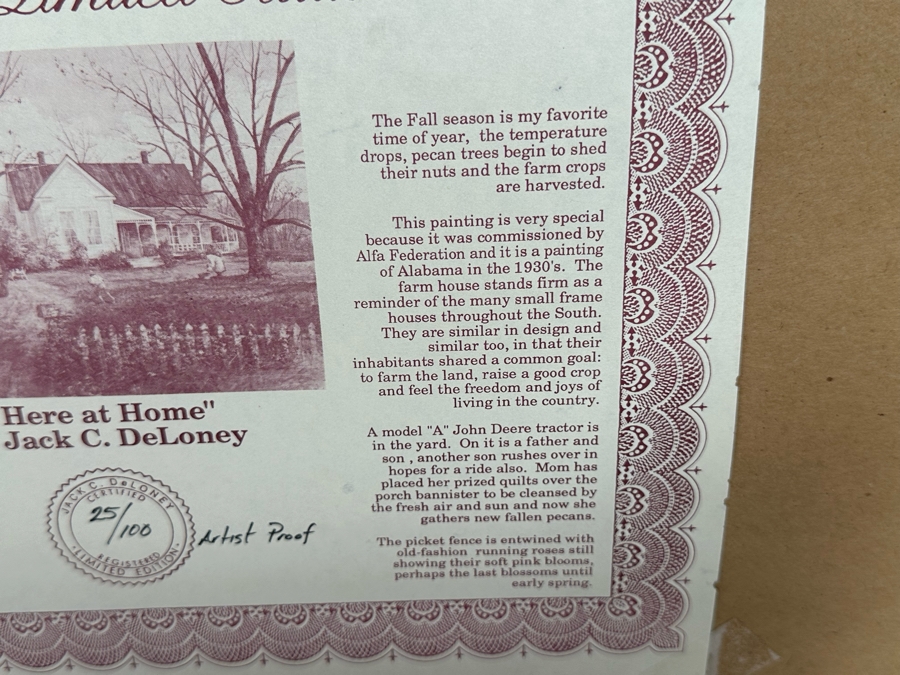 Limited
The Fall season is my favorite
time of year, the temperature
drops, pecan trees begin to shed
their nuts and the farm crops
are harvested.
This painting is very special
because it was commissioned by
Alfa Federation and it is a painting
of Alabama in the 1930's. The
farm house stands firm as a
reminder of the many small frame
houses throughout the South.
They are similar in design and
similar too, in that their
inhabitants shared a common goal:
to farm the land, raise a good crop
and feel the freedom and joys of
living in the country.
A model "A" John Deere tractor is
in the yard. On it is a father and
son , another son rushes over in
hopes for a ride also. Mom has
placed her prized quilts over the
porch bannister to be cleansed by
the fresh air and sun and now she
gathers new fallen pecans.
The picket fence is entwined with
old-fashion running roses still
showing their soft pink blooms,
perhaps the last blossoms until
early spring.
Here at Home"
Jack C. DeLoney
JACK C. DeLONEY
CERTIFIED
25/100
REGISTERED
LIMITED EDITION
Artist Proof